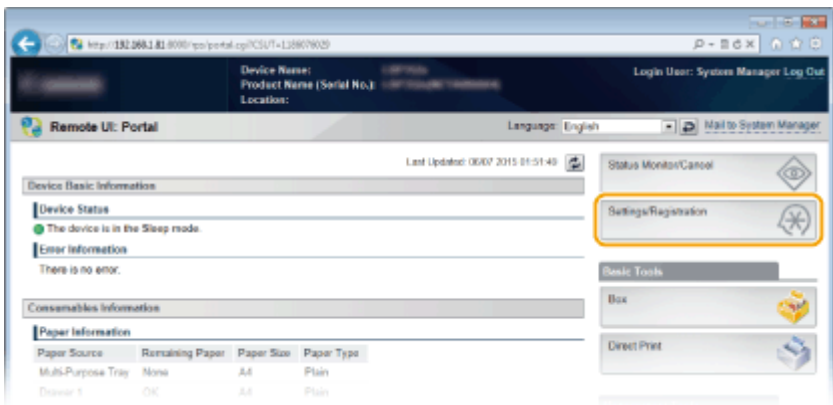 Device Name:
Product Name (Serial No.):
Location:
Login User: System Manager Log Out
Remote UI: Portal
Language: English
Mail to System Manager
Last Updated: 06/07 2015 01:51:40
Status Monitor/Cancel
Device Basic Information
Device Status
The device is in the Sleep mode.
Settings/Registration
Error Information
There is no error.
Basic Tools
Consumables Information
Box
Paper Information
Paper Source Remaining Paper Paper Size Paper Type
Direct Print
Multi-Purpose Tray None A4 Plain
Drawer 1 OK A4 Plain